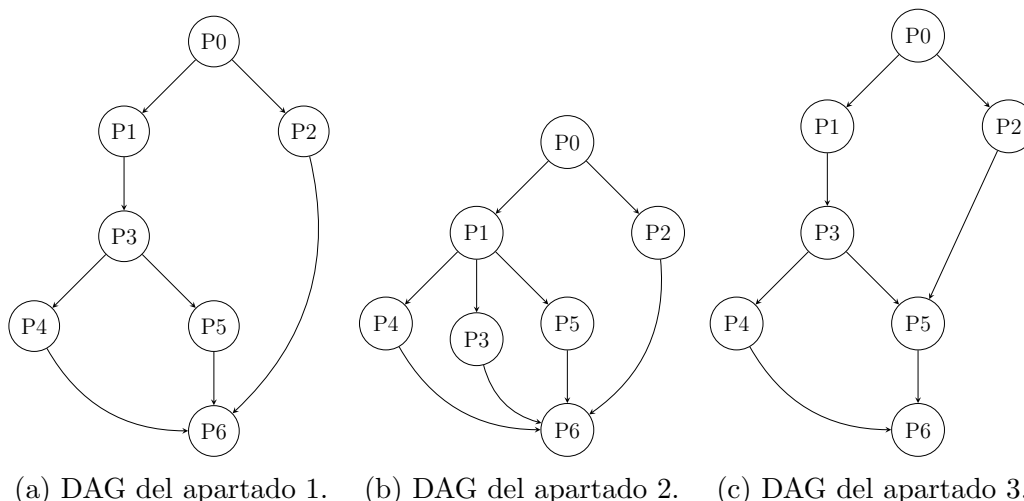 P0
P1
P2
P3
P4
P5
P6
(a) DAG del apartado 1.
P0
P1
P2
P4
P3
P5
P6
(b) DAG del apartado 2.
P0
P1
P2
P3
P4
P5
P6
(c) DAG del apartado 3.